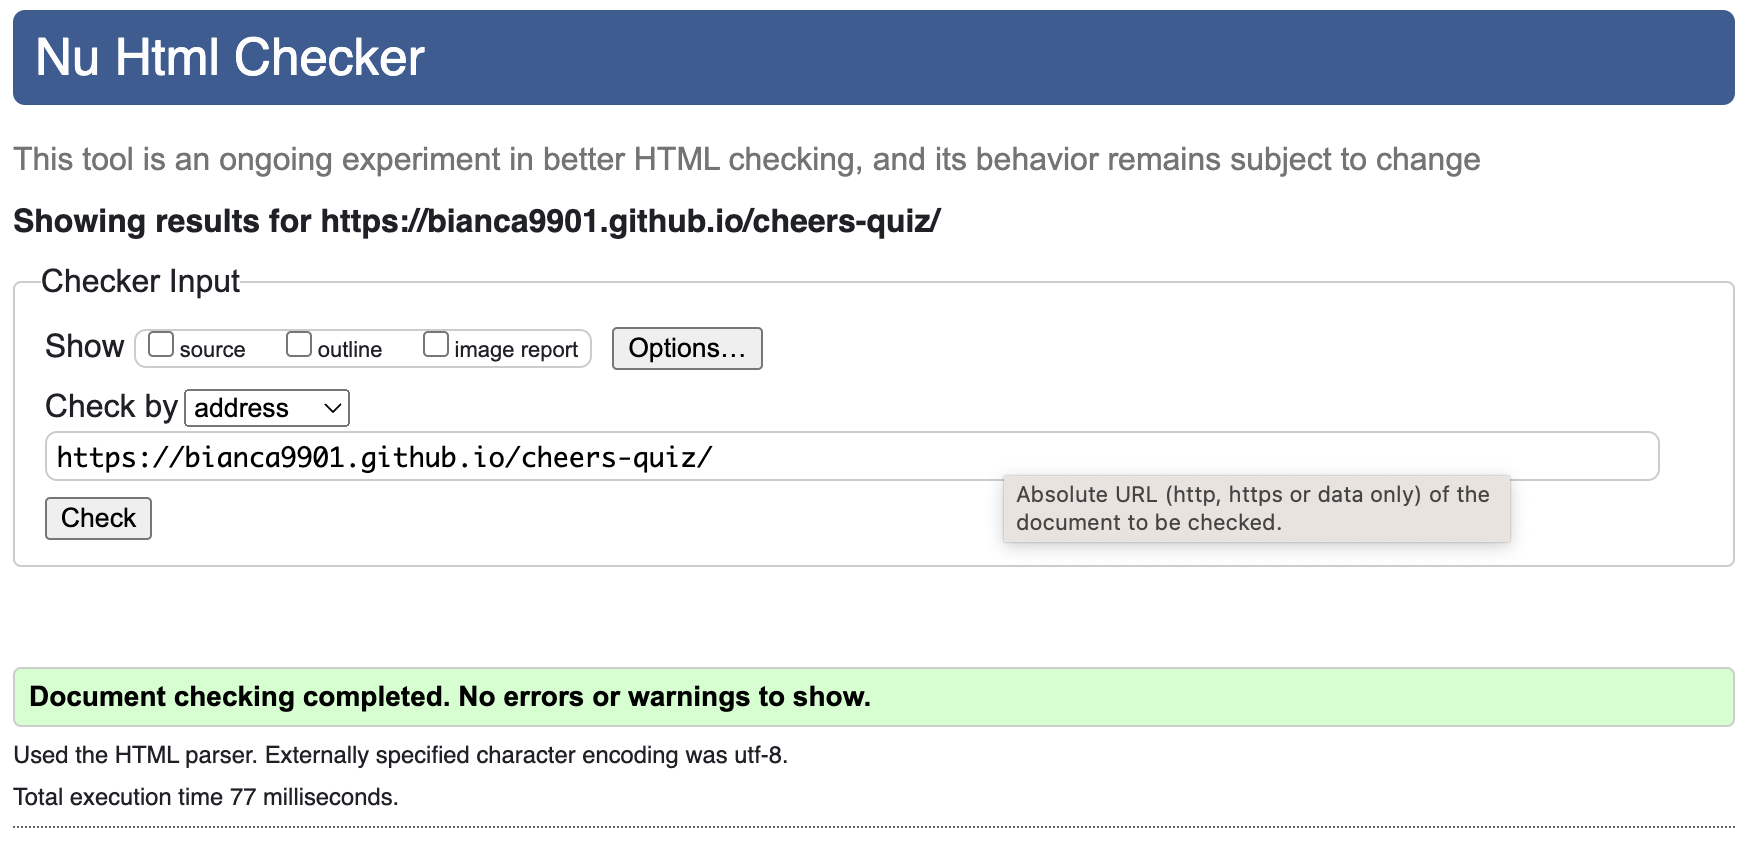 Nu Html Checker
This tool is an ongoing experiment in better HTML checking, and its behavior remains subject to change
Showing results for https://bianca9901.github.io/cheers-quiz/
Checker Input
Show source outline image report Options...
Check by address
https://bianca9901.github.io/cheers-quiz/
Absolute URL (http, https or data only) of the
document to be checked.
Check
Document checking completed. No errors or warnings to show.
Used the HTML parser. Externally specified character encoding was utf-8.
Total execution time 77 milliseconds.